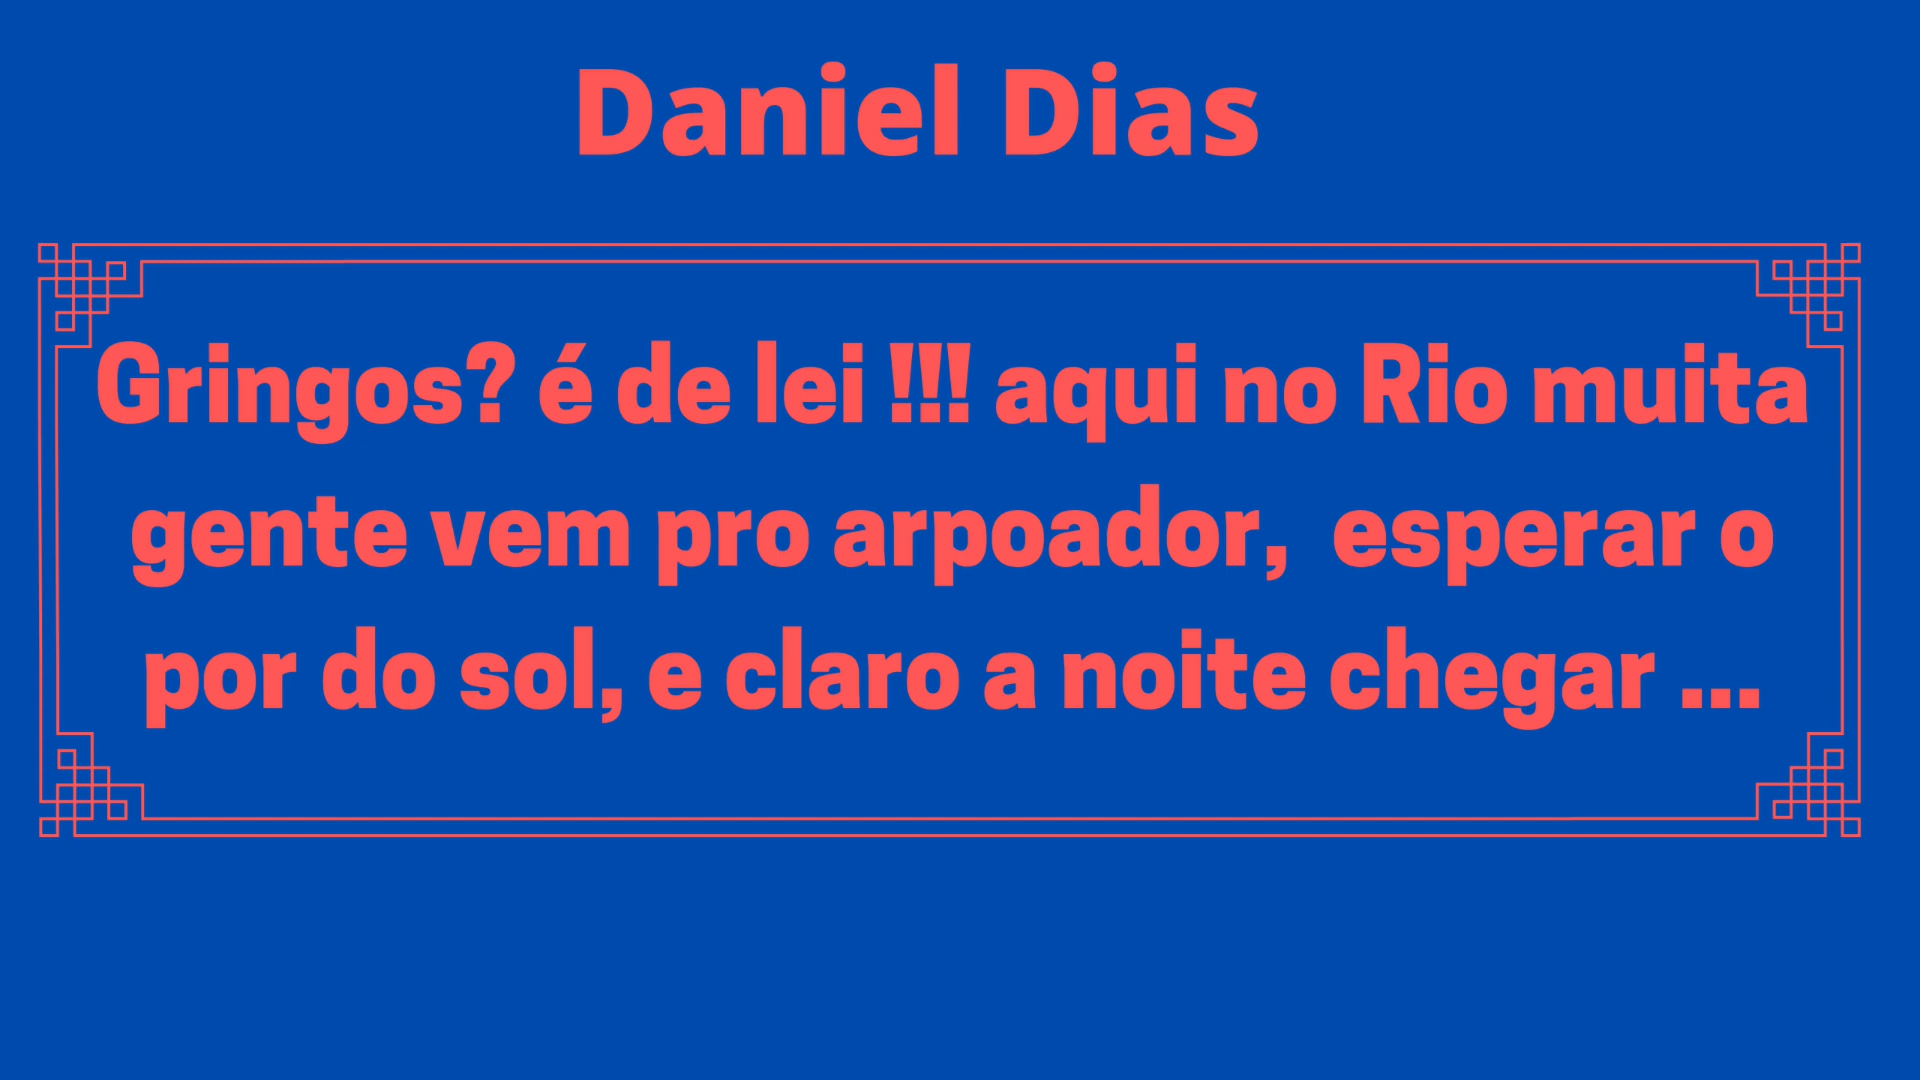 Daniel Dias
Gringos? é de lei !!! aqui no Rio muita
gente vem pro arpoador,  esperar o
por do sol, e claro a noite chegar ...